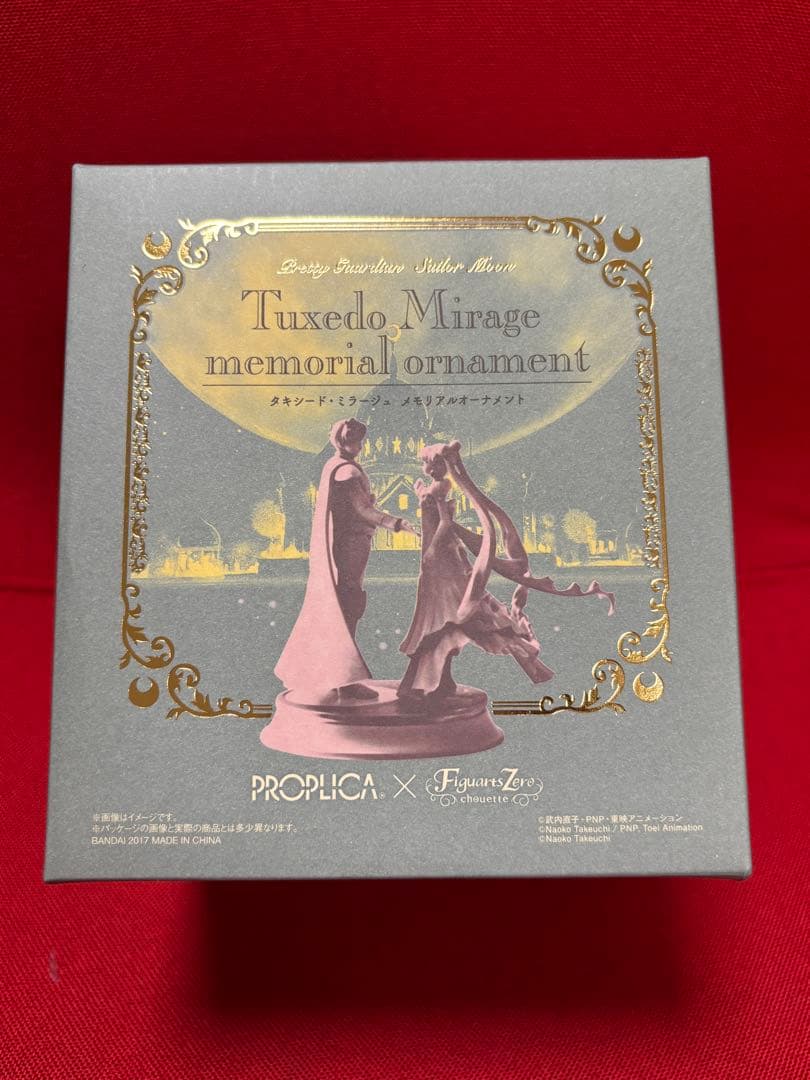 Pretty Guardian Sailor Moon
Tuxedo Mirage
memorial ornament
タキシード・ミラージュ メモリアルオーナメント
PROPLICA® × FiguartsZero
chouette
※画像はイメージです。
※パッケージの画像と実際の商品とは多少異なります。
BANDAI 2017 MADE IN CHINA
©武内直子・PNP・東映アニメーション
©Naoko Takeuchi / PNP, Toei Animation
©Naoko Takeuchi